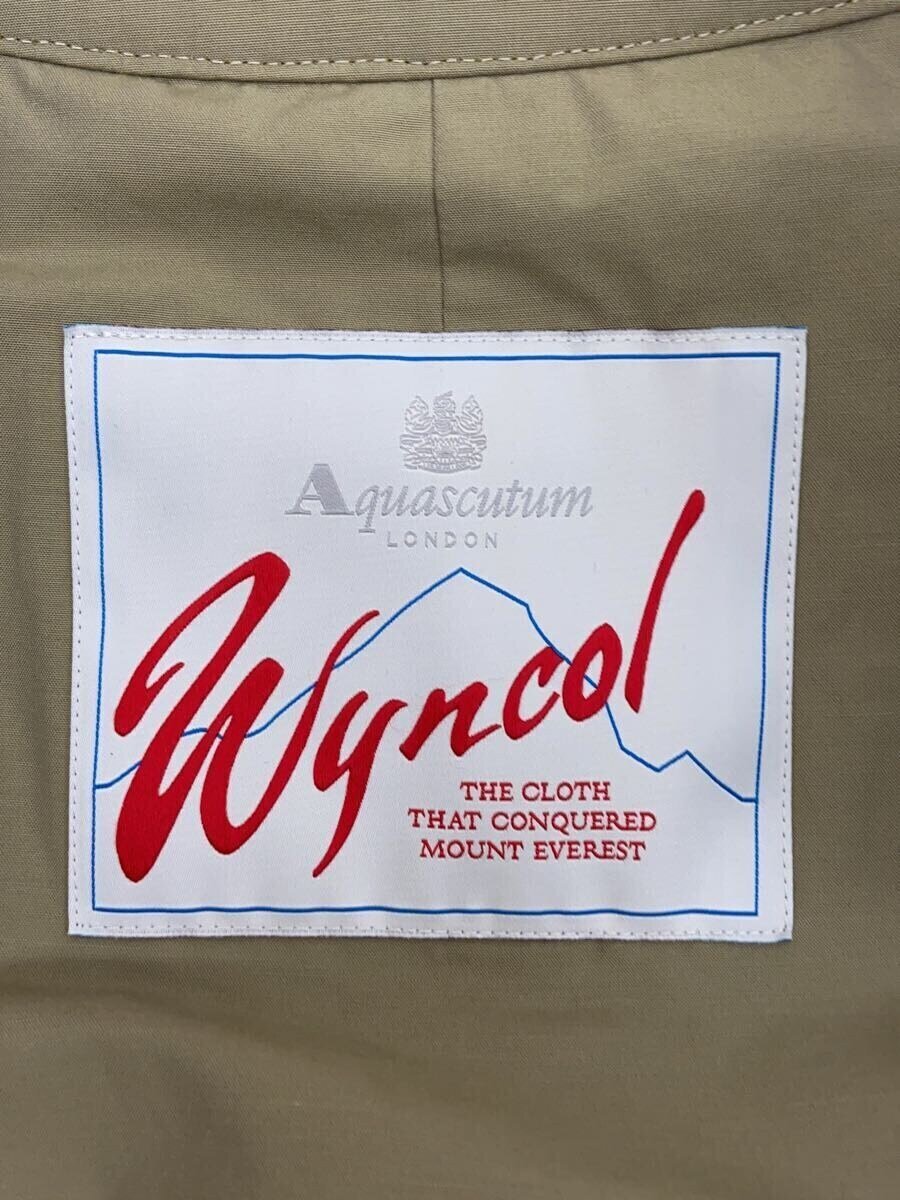 Aquascutum
LONDON
Wyncol
THE CLOTH
THAT CONQUERED
MOUNT EVEREST